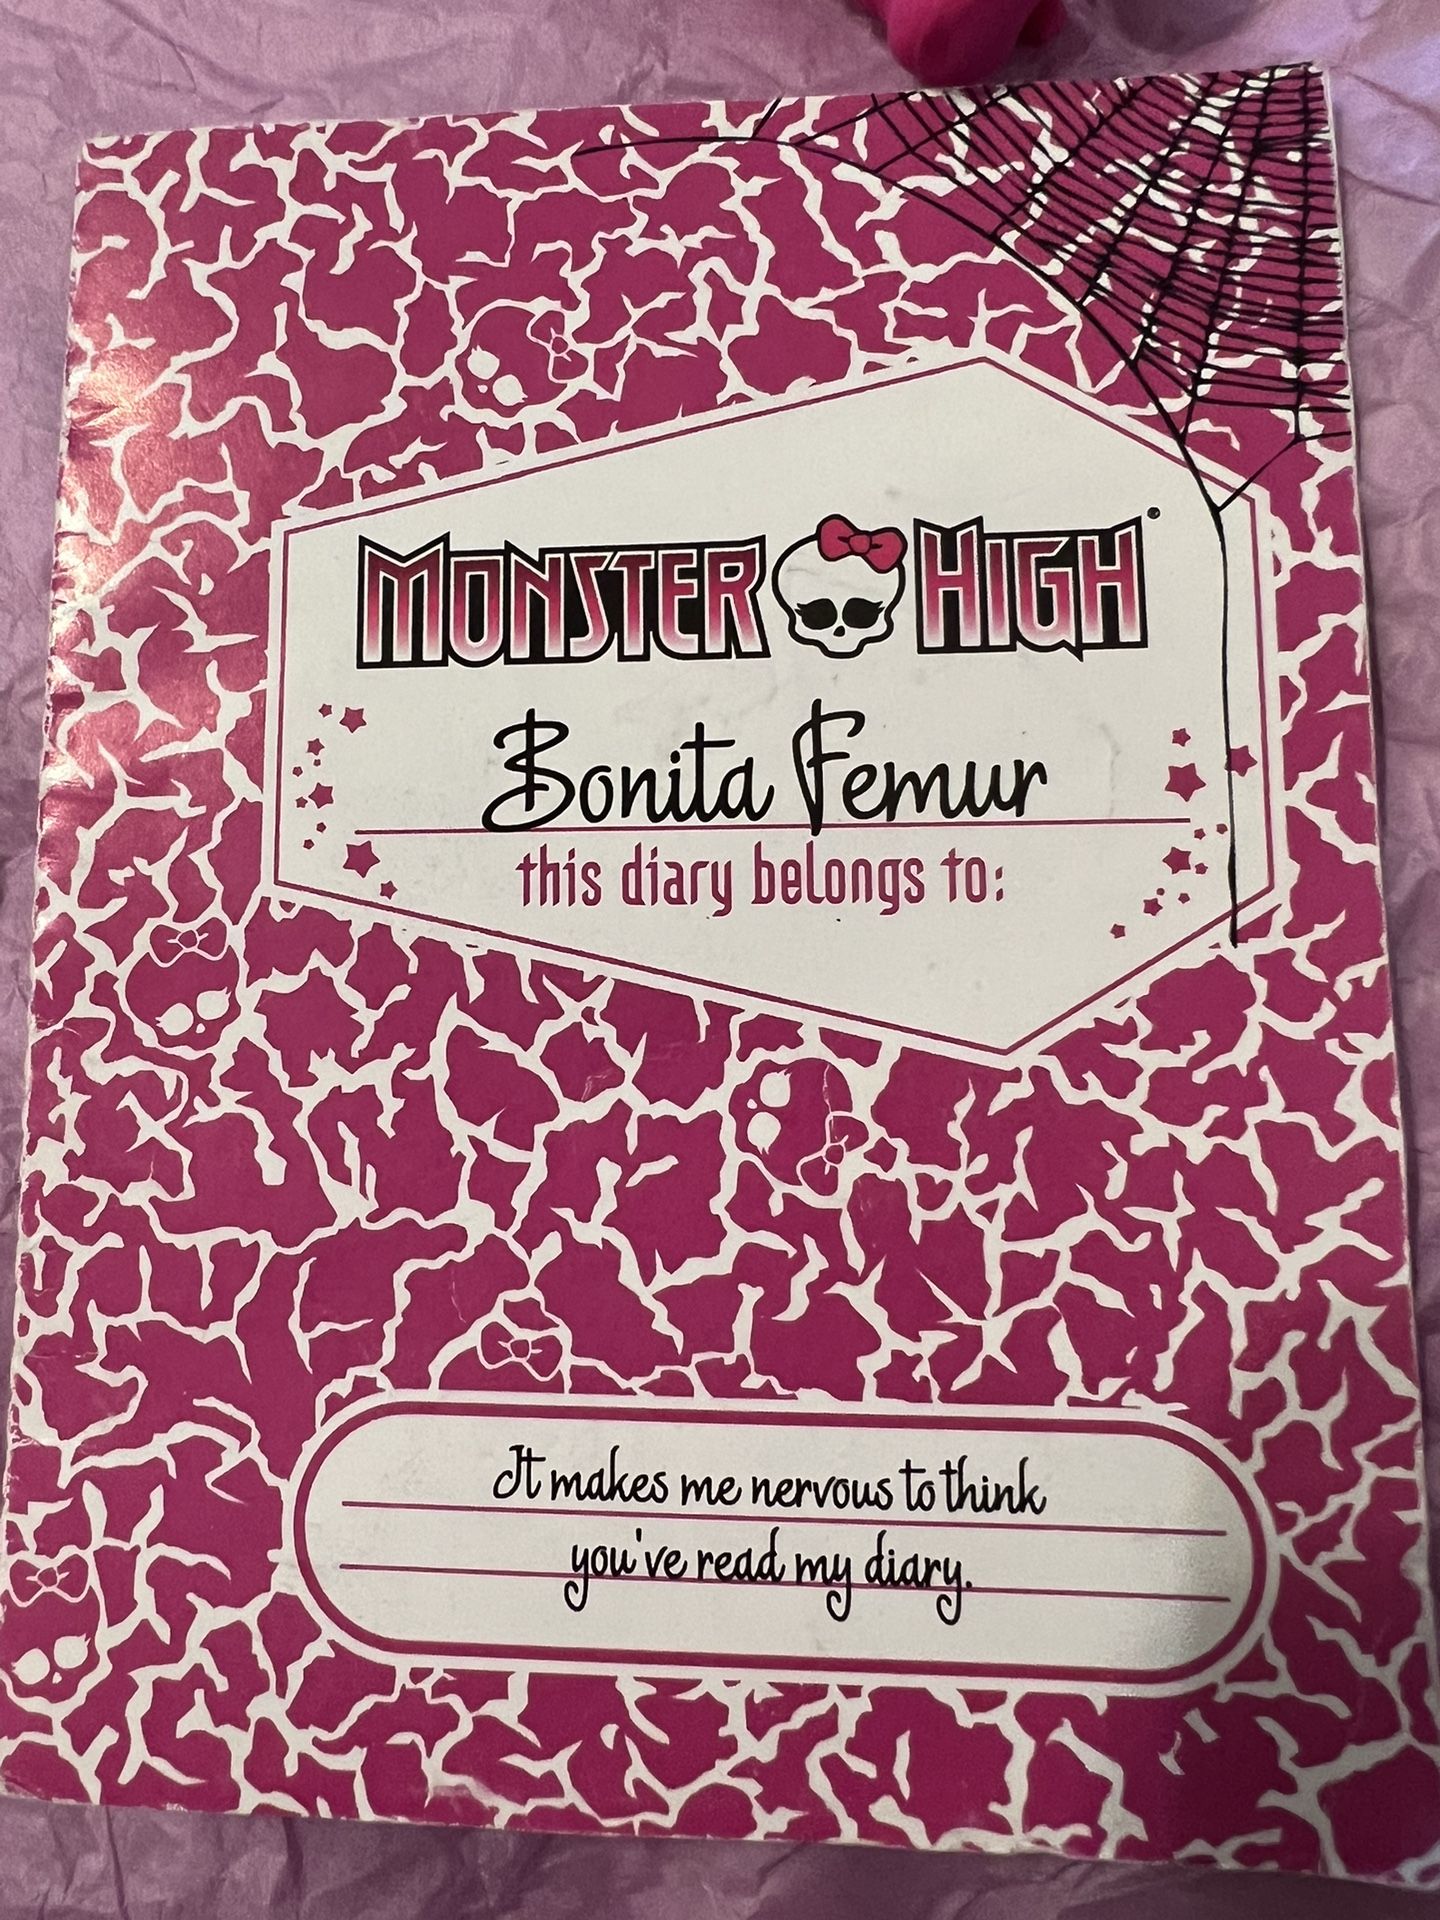 MONSTER HIGH
Bonita Femur
this diary belongs to:
It makes me nervous to think
you've read my diary.